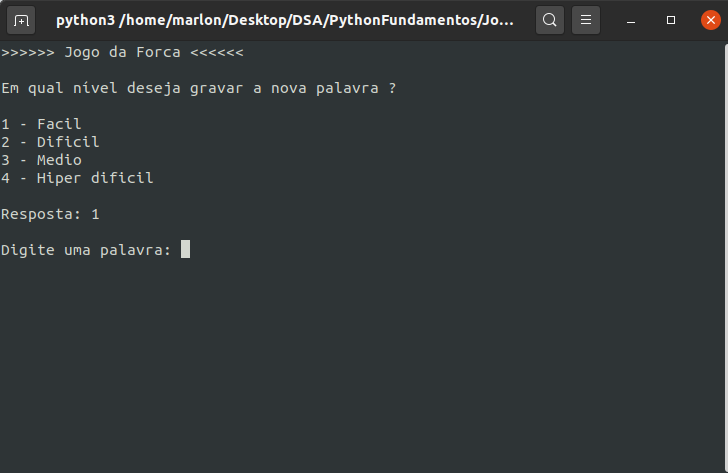 python3 /home/marlon/Desktop/DSA/PythonFundamentos/Jo...
>>>>>> Jogo da Forca <<<<<<
Em qual nível deseja gravar a nova palavra ?
1 - Facil
2 - Dificil
3 - Medio
4 - Hiper dificil
Resposta: 1
Digite uma palavra: